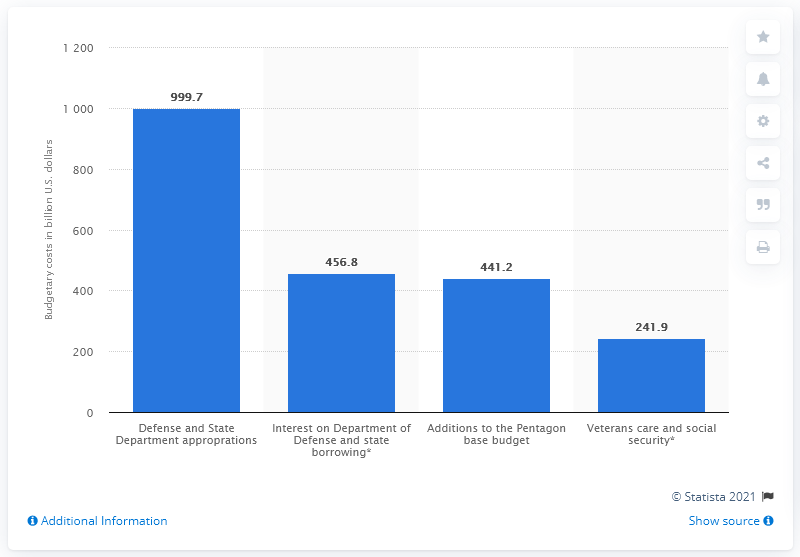 1 200
1 000
800
600
400
200
0
Budgetary costs in billion U.S. dollars
999.7
456.8
441.2
241.9
Defense and State
Department approprations
Interest on Department of
Defense and state
borrowing*
Additions to the Pentagon
base budget
Veterans care and social
security*
© Statista 2021
Additional Information
Show source